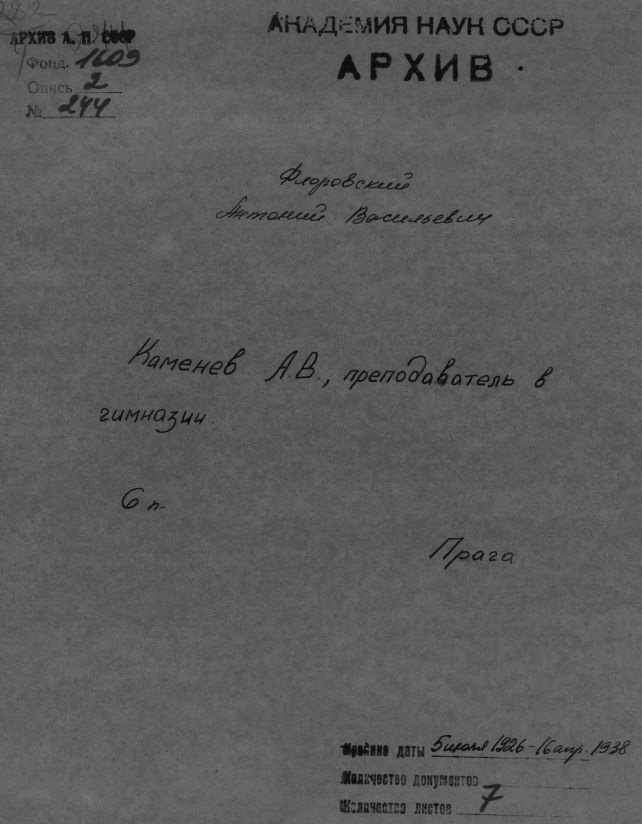 282
АРХИВ А. Н. СССР
Фонд. 1609
Опись 2
№ 244
АКАДЕМИЯ НАУК СССР
АРХИВ
Флоровский
Антоний Васильевич
Каменев А.В., преподаватель в
гимназии.
6 п.
Прага
Крайние даты 5 июля 1926 - 16 апр. 1938
Количество документов
Количество листов 7